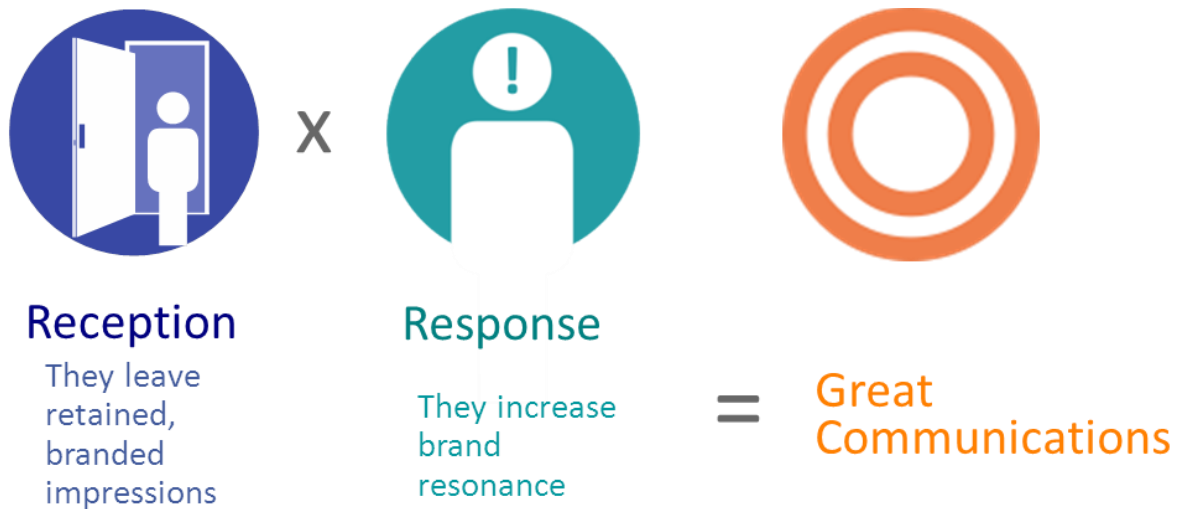 !
x
Reception
They leave
retained,
branded
impressions
Response
They increase
brand
resonance
=
Great
Communications